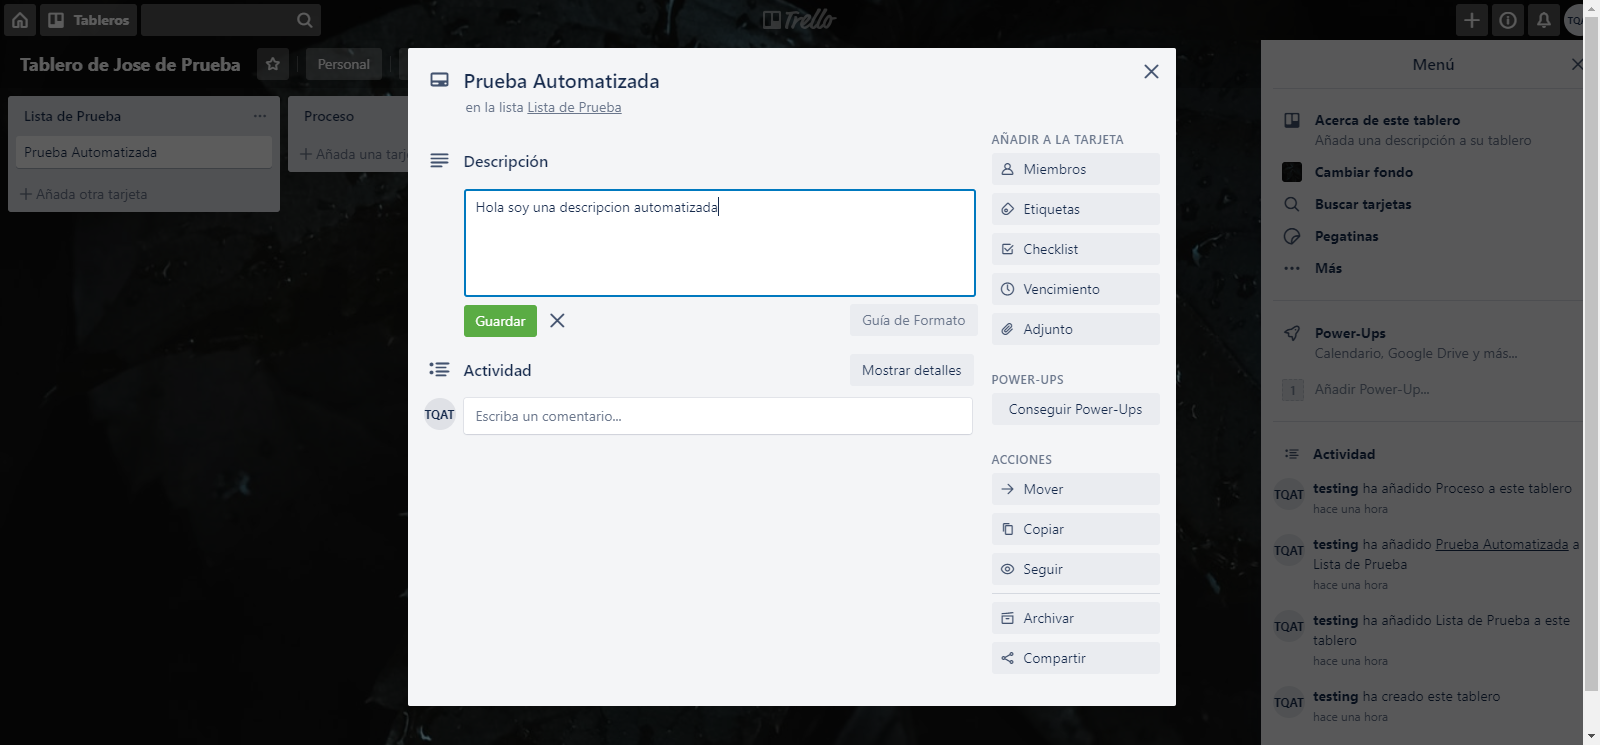 Tableros
Trello
Tablero de Jose de Prueba
Personal
Lista de Prueba
Prueba Automatizada
Añada otra tarjeta
Proceso
Añada una tarje
Prueba Automatizada
en la lista Lista de Prueba
Descripción
Hola soy una descripcion automatizada
Guardar
Guía de Formato
Actividad
Mostrar detalles
TQAT
Escriba un comentario...
AÑADIR A LA TARJETA
Miembros
Etiquetas
Checklist
Vencimiento
Adjunto
POWER-UPS
Conseguir Power-Ups
ACCIONES
Mover
Copiar
Seguir
Archivar
Compartir
TQA
Menú
Acerca de este tablero
Añada una descripción a su tablero
Cambiar fondo
Buscar tarjetas
Pegatinas
Más
Power-Ups
Calendario, Google Drive y más...
1 Añadir Power-Up...
Actividad
TQAT testing ha añadido Proceso a este tablero
hace una hora
TQAT testing ha añadido Prueba Automatizada a
Lista de Prueba
hace una hora
TQAT testing ha añadido Lista de Prueba a este
tablero
hace una hora
TQAT testing ha creado este tablero
hace una hora